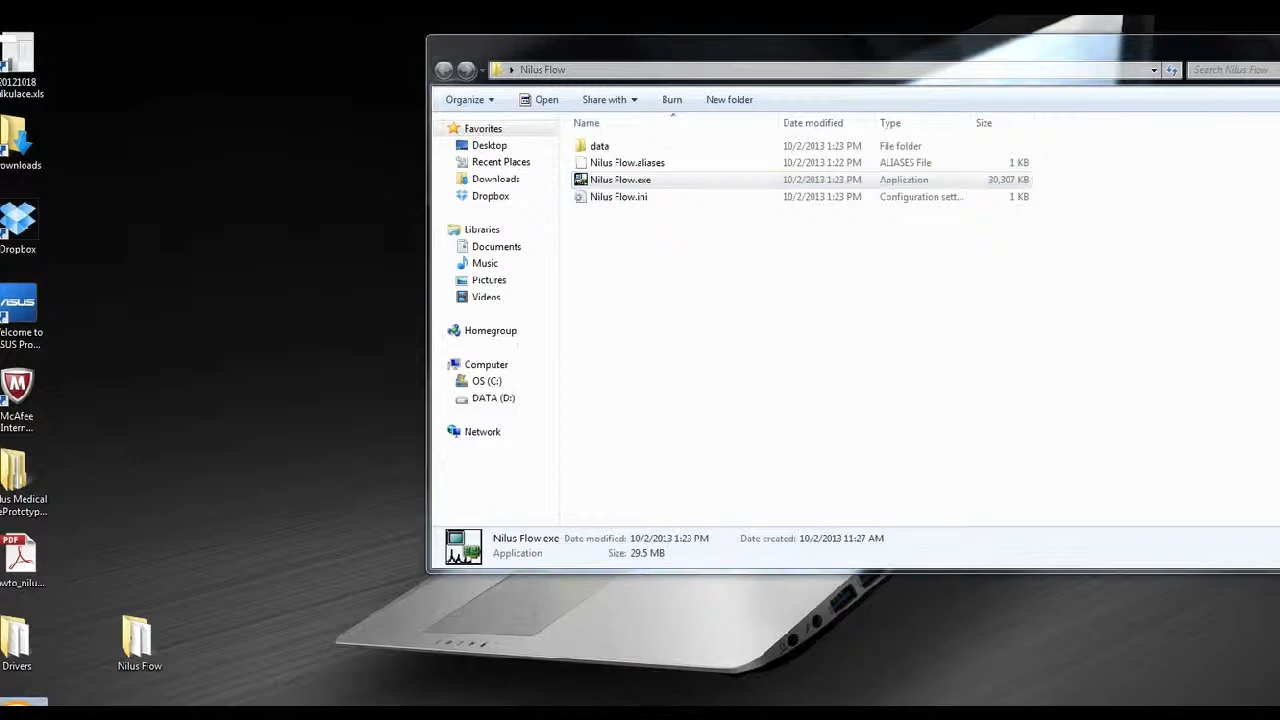 20121018
lkulace.xls
ownloads
Dropbox
ASUS
elcome to
SUS Pro...
McAfee
Intern...
lus Medical
ePrototyp...
PDF
wto_nilu...
Drivers
Nilus Flow
Nilus Flow
Search Nilus Flow
Organize
Open
Share with
Burn
New folder
Name Date modified Type Size
data 10/2/2013 1:23 PM File folder
Nilus Flow.aliases 10/2/2013 1:22 PM ALIASES File 1 KB
Nilus Flow.exe 10/2/2013 1:23 PM Application 30,307 KB
Nilus Flow.ini 10/2/2013 1:23 PM Configuration sett... 1 KB
Favorites
Desktop
Recent Places
Downloads
Dropbox
Libraries
Documents
Music
Pictures
Videos
Homegroup
Computer
OS (C:)
DATA (D:)
Network
Nilus Flow.exe Date modified: 10/2/2013 1:23 PM Date created: 10/2/2013 11:27 AM
Application Size: 29.5 MB